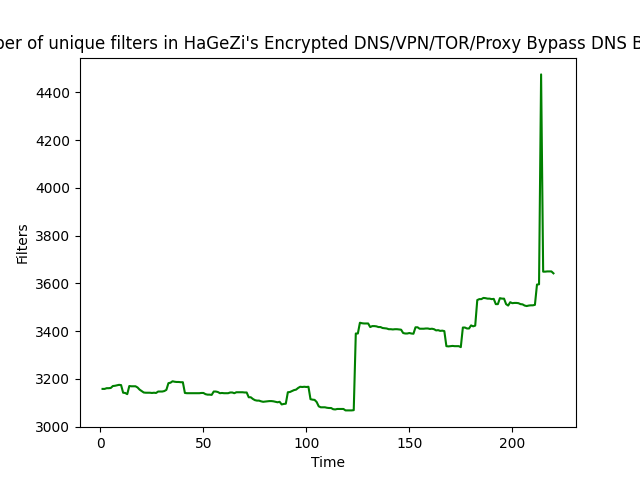 ber of unique filters in HaGeZi's Encrypted DNS/VPN/TOR/Proxy Bypass DNS B
4400
4200
4000
3800
3600
3400
3200
3000
Filters
0 50 100 150 200
Time